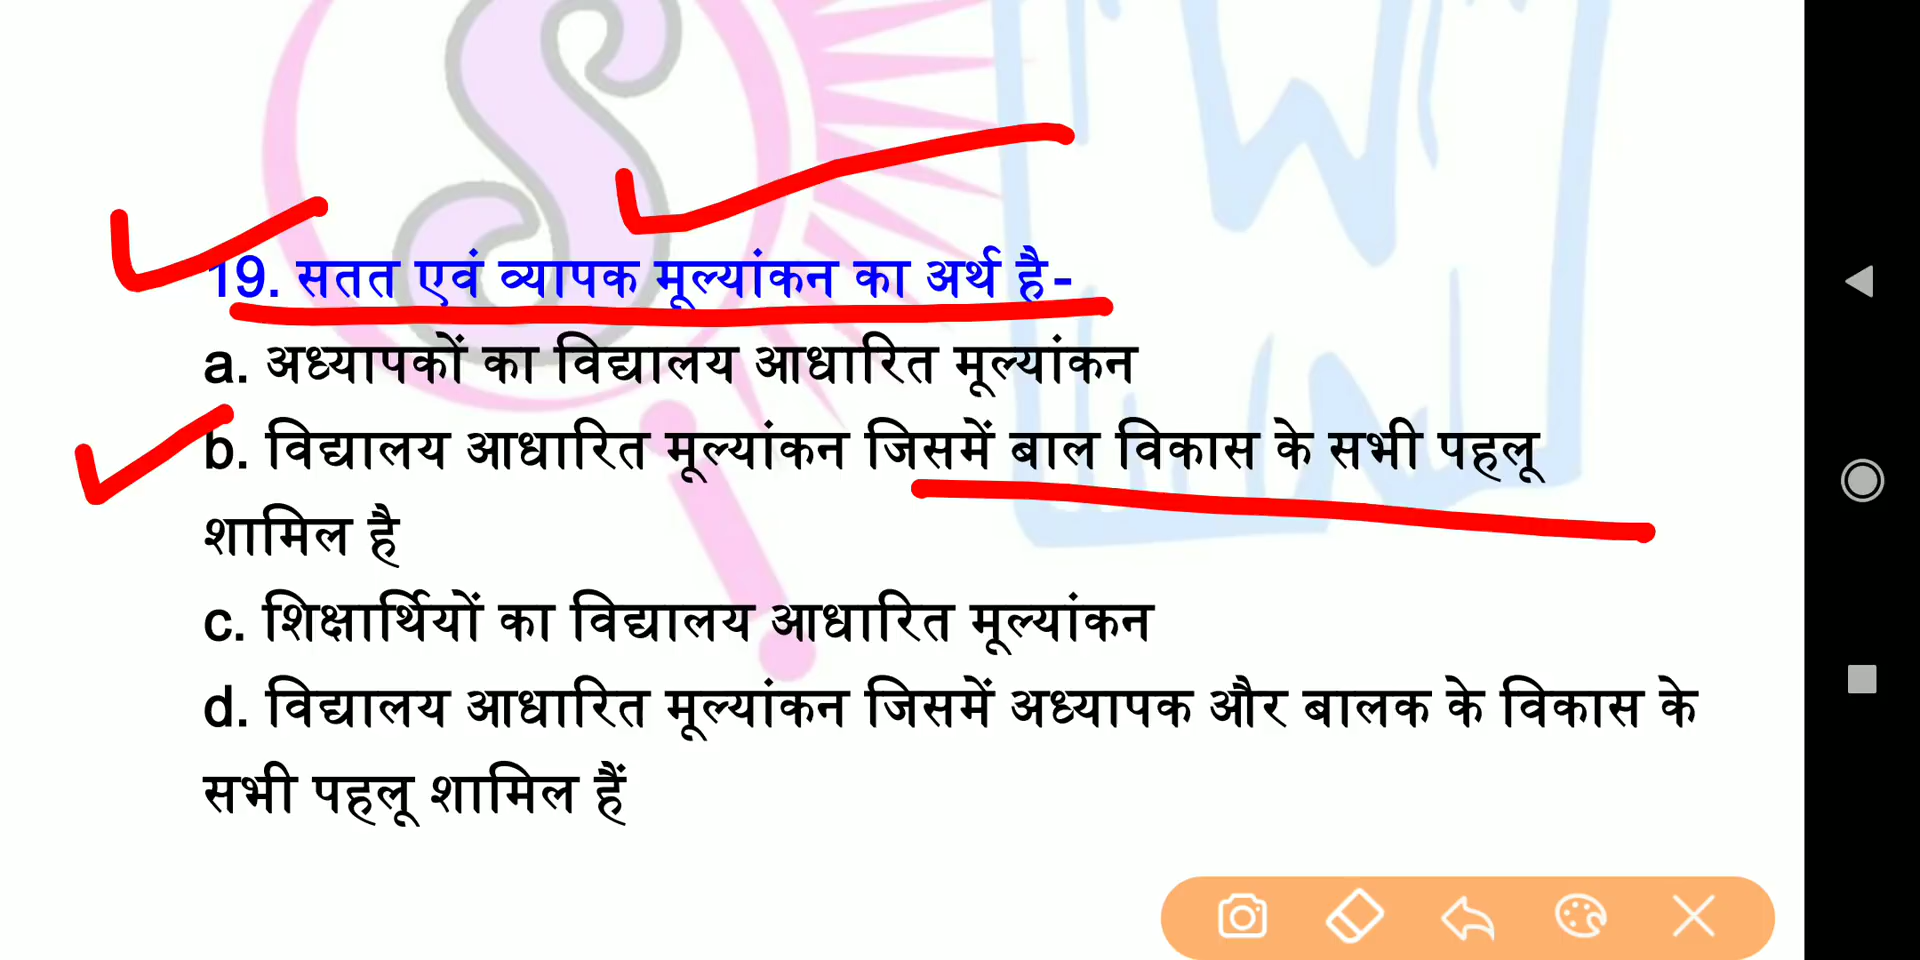 19. सतत एवं व्यापक मूल्यांकन का अर्थ है-
a. अध्यापकों का विद्यालय आधारित मूल्यांकन
b. विद्यालय आधारित मूल्यांकन जिसमें बाल विकास के सभी पहलू
शामिल है
c. शिक्षार्थियों का विद्यालय आधारित मूल्यांकन
d. विद्यालय आधारित मूल्यांकन जिसमें अध्यापक और बालक के विकास के
सभी पहलू शामिल हैं